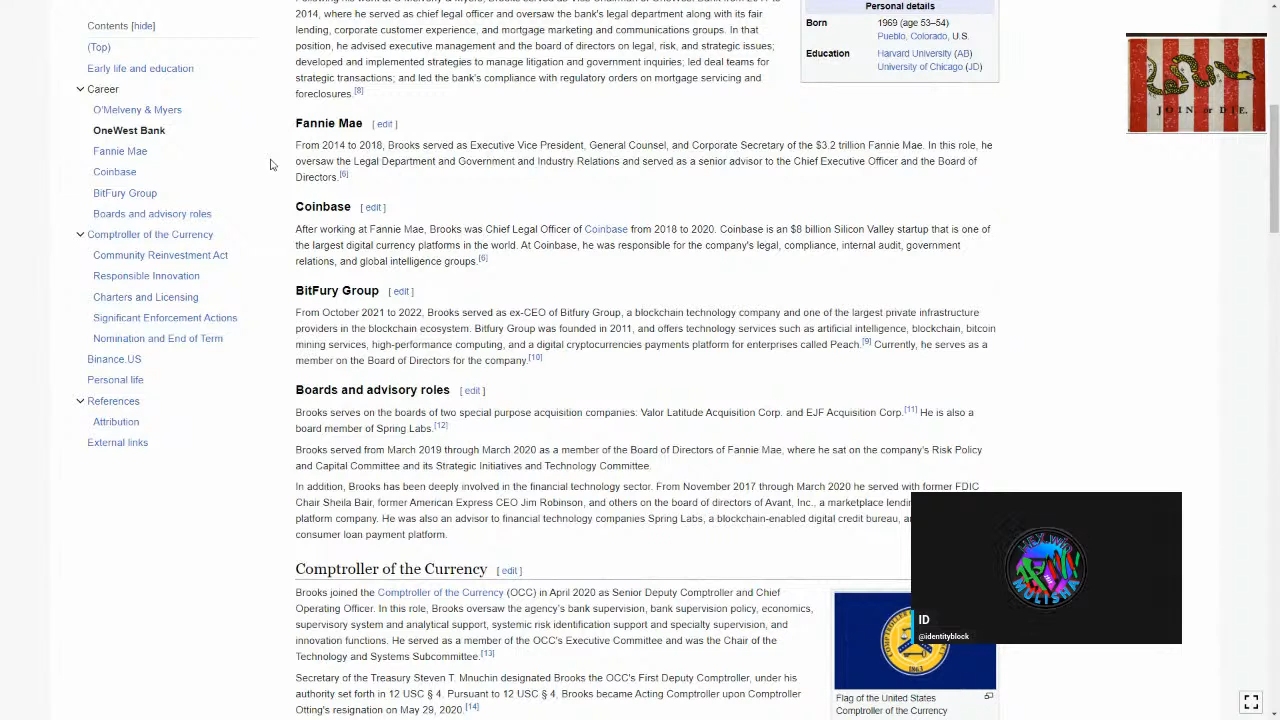 Contents [hide]
(Top)
Early life and education
Career
O'Melveny & Myers
OneWest Bank
Fannie Mae
Coinbase
BitFury Group
Boards and advisory roles
Comptroller of the Currency
Community Reinvestment Act
Responsible Innovation
Charters and Licensing
Significant Enforcement Actions
Nomination and End of Term
Binance.US
Personal life
References
Attribution
External links
2014, where he served as chief legal officer and oversaw the bank's legal department along with its fair
lending, corporate customer experience, and mortgage marketing and communications groups. In that
position, he advised executive management and the board of directors on legal, risk, and strategic issues;
developed and implemented strategies to manage litigation and government inquiries; led deal teams for
strategic transactions; and led the bank's compliance with regulatory orders on mortgage servicing and
foreclosures.[8]
Personal details
Born 1969 (age 53–54)
Pueblo, Colorado, U.S.
Education Harvard University (AB)
University of Chicago (JD)
Fannie Mae [ edit ]
From 2014 to 2018, Brooks served as Executive Vice President, General Counsel, and Corporate Secretary of the $3.2 trillion Fannie Mae. In this role, he
oversaw the Legal Department and Government and Industry Relations and served as a senior advisor to the Chief Executive Officer and the Board of
Directors.[6]
Coinbase [ edit ]
After working at Fannie Mae, Brooks was Chief Legal Officer of Coinbase from 2018 to 2020. Coinbase is an $8 billion Silicon Valley startup that is one of
the largest digital currency platforms in the world. At Coinbase, he was responsible for the company's legal, compliance, internal audit, government
relations, and global intelligence groups.[6]
BitFury Group [ edit ]
From October 2021 to 2022, Brooks served as ex-CEO of Bitfury Group, a blockchain technology company and one of the largest private infrastructure
providers in the blockchain ecosystem. Bitfury Group was founded in 2011, and offers technology services such as artificial intelligence, blockchain, bitcoin
mining services, high-performance computing, and a digital cryptocurrencies payments platform for enterprises called Peach.[9] Currently, he serves as a
member on the Board of Directors for the company.[10]
Boards and advisory roles [ edit ]
Brooks serves on the boards of two special purpose acquisition companies: Valor Latitude Acquisition Corp. and EJF Acquisition Corp.[11] He is also a
board member of Spring Labs.[12]
Brooks served from March 2019 through March 2020 as a member of the Board of Directors of Fannie Mae, where he sat on the company's Risk Policy
and Capital Committee and its Strategic Initiatives and Technology Committee.
In addition, Brooks has been deeply involved in the financial technology sector. From November 2017 through March 2020 he served with former FDIC
Chair Sheila Bair, former American Express CEO Jim Robinson, and others on the board of directors of Avant, Inc., a marketplace lending
platform company. He was also an advisor to financial technology companies Spring Labs, a blockchain-enabled digital credit bureau, a
consumer loan payment platform.
Comptroller of the Currency [ edit ]
Brooks joined the Comptroller of the Currency (OCC) in April 2020 as Senior Deputy Comptroller and Chief
Operating Officer. In this role, Brooks oversaw the agency's bank supervision, bank supervision policy, economics,
supervisory system and analytical support, systemic risk identification support and specialty supervision, and
innovation functions. He served as a member of the OCC's Executive Committee and was the Chair of the
Technology and Systems Subcommittee.[13]
Secretary of the Treasury Steven T. Mnuchin designated Brooks the OCC's First Deputy Comptroller, under his
authority set forth in 12 USC § 4. Pursuant to 12 USC § 4, Brooks became Acting Comptroller upon Comptroller
Otting's resignation on May 29, 2020.[14]
1863
Flag of the United States
Comptroller of the Currency
JOIN, or DIE.
MULISHA
ID
@identityblock